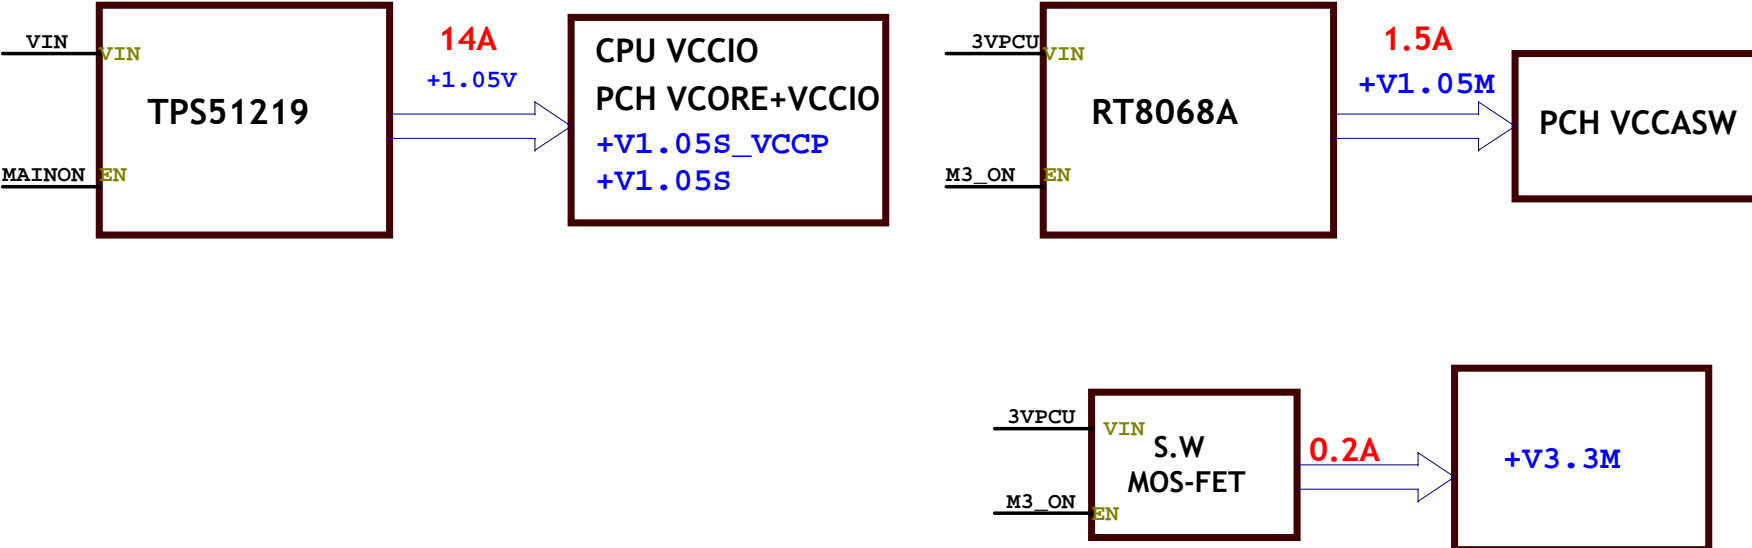 VIN
VIN
MAINON
EN
TPS51219
14A
+1.05V
CPU VCCIO
PCH VCORE+VCCIO
+V1.05S_VCCP
+V1.05S
3VPCU
VIN
M3_ON
EN
RT8068A
1.5A
+V1.05M
PCH VCCASW
3VPCU
VIN
M3_ON
EN
S.W
MOS-FET
0.2A
+V3.3M